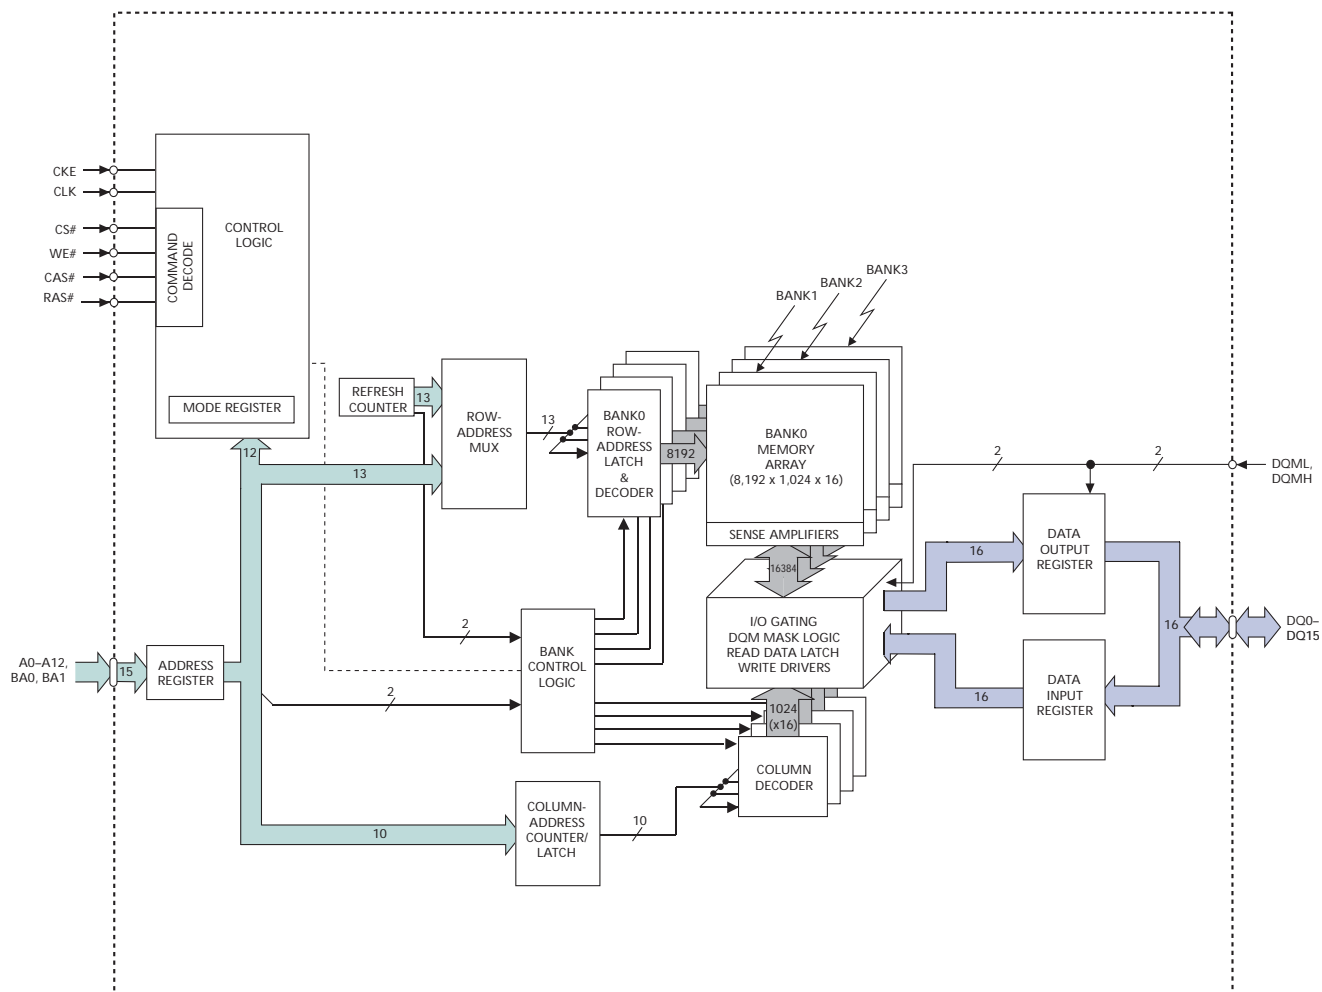 CKE
CLK
CS#
WE#
CAS#
RAS#
COMMAND
DECODE
CONTROL
LOGIC
MODE REGISTER
12
13
REFRESH
COUNTER
13
ROW-
ADDRESS
MUX
13
BANK0
ROW-
ADDRESS
LATCH
&
DECODER
8192
BANK1
BANK2
BANK3
BANK0
MEMORY
ARRAY
(8,192 x 1,024 x 16)
SENSE AMPLIFIERS
16384
I/O GATING
DQM MASK LOGIC
READ DATA LATCH
WRITE DRIVERS
2
2
DQML,
DQMH
16
DATA
OUTPUT
REGISTER
16
DQ0–
DQ15
16
DATA
INPUT
REGISTER
A0–A12,
BA0, BA1
15
ADDRESS
REGISTER
2
2
BANK
CONTROL
LOGIC
1024
(x16)
COLUMN
DECODER
10
COLUMN-
ADDRESS
COUNTER/
LATCH
10